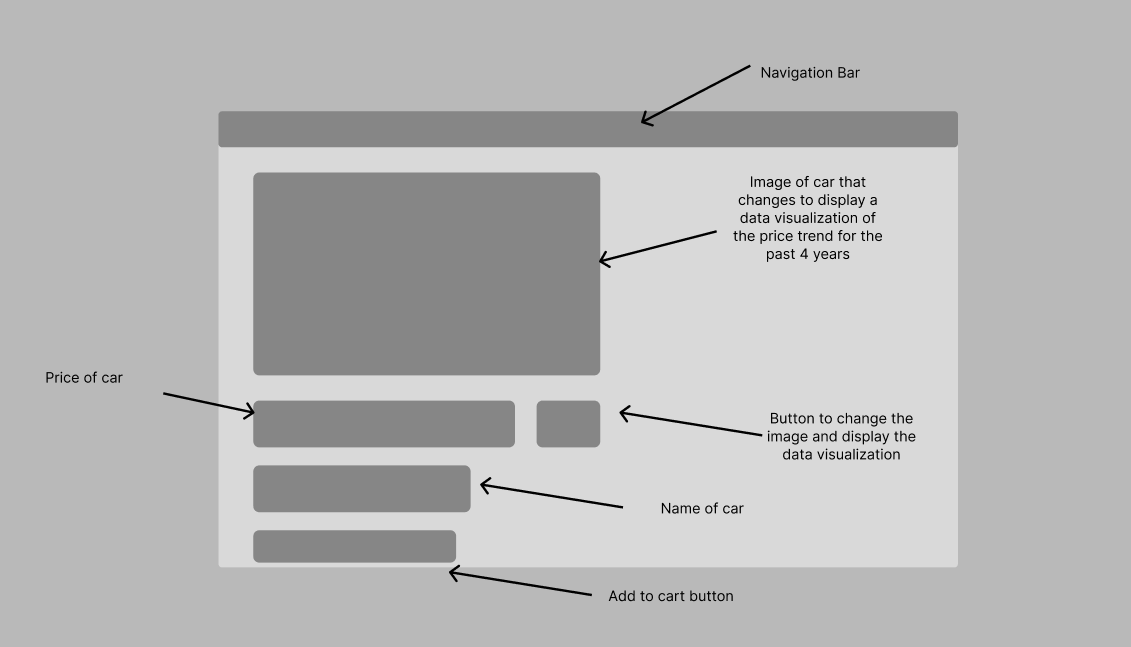 Navigation Bar
Image of car that
changes to display a
data visualization of
the price trend for the
past 4 years
Price of car
Button to change the
image and display the
data visualization
Name of car
Add to cart button